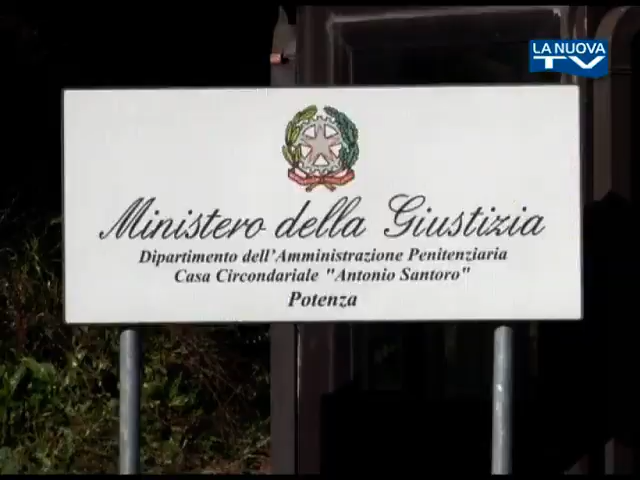 LA NUOVA
TV
Ministero della Giustizia
Dipartimento dell'Amministrazione Penitenziaria
Casa Circondariale "Antonio Santoro"
Potenza